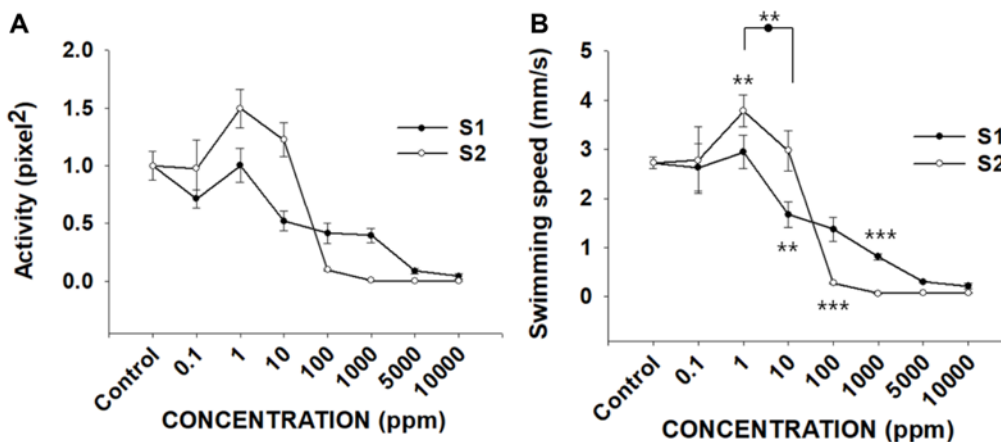 A
Activity (pixel2)
2.0
1.5
1.0
0.5
0.0
S1
S2
Control
0.1
1
10
100
1000
5000
10000
CONCENTRATION (ppm)
B
Swimming speed (mm/s)
5
4
3
2
1
0
**
**
**
***
***
S1
S2
Control
0.1
1
10
100
1000
5000
10000
CONCENTRATION (ppm)